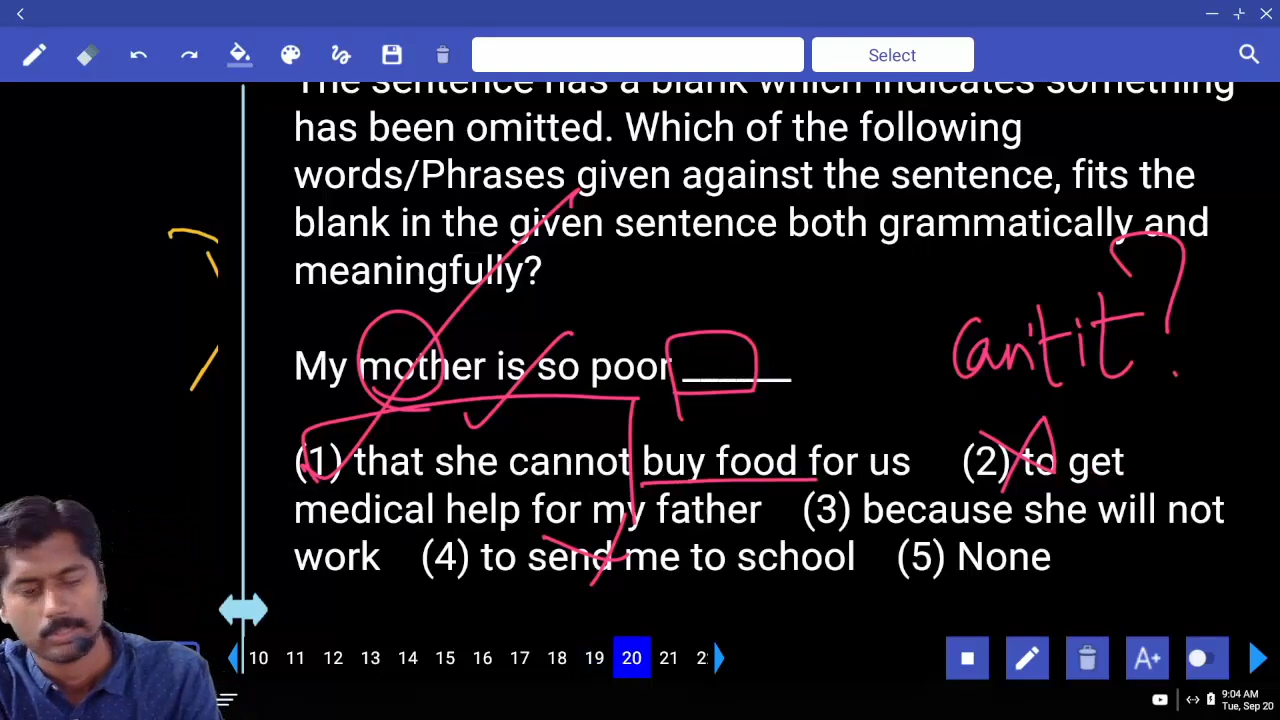 Select
The sentence has a blank which indicates something
has been omitted. Which of the following
words/Phrases given against the sentence, fits the
blank in the given sentence both grammatically and
meaningfully?
can't it?
My mother is so poor ______
(1) that she cannot buy food for us (2) to get
medical help for my father (3) because she will not
work (4) to send me to school (5) None
10 11 12 13 14 15 16 17 18 19 20 21 2
A+
9:04 AM
Tue, Sep 20